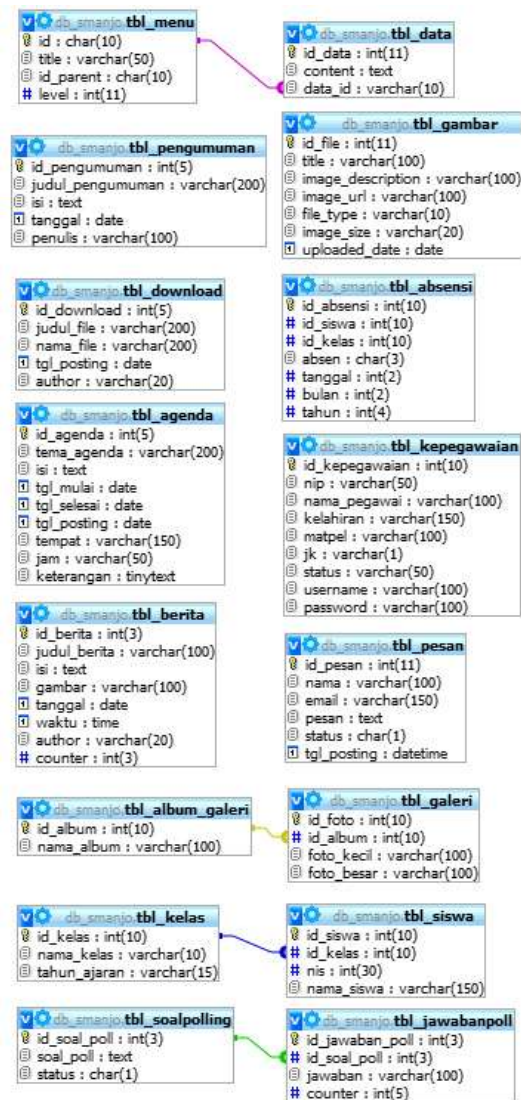 db_smanjo.tbl_menu
id : char(10)
title : varchar(50)
id_parent : char(10)
# level : int(11)
db_smanjo.tbl_data
id_data : int(11)
content : text
data_id : varchar(10)
db_smanjo.tbl_pengumuman
id_pengumuman : int(5)
judul_pengumuman : varchar(200)
isi : text
tanggal : date
penulis : varchar(100)
db_smanjo.tbl_gambar
id_file : int(11)
title : varchar(100)
image_description : varchar(100)
image_url : varchar(100)
file_type : varchar(10)
image_size : varchar(20)
uploaded_date : date
db_smanjo.tbl_download
id_download : int(5)
judul_file : varchar(200)
nama_file : varchar(200)
tgl_posting : date
author : varchar(20)
db_smanjo.tbl_absensi
id_absensi : int(10)
# id_siswa : int(10)
# id_kelas : int(10)
absen : char(3)
# tanggal : int(2)
# bulan : int(2)
# tahun : int(4)
db_smanjo.tbl_agenda
id_agenda : int(5)
tema_agenda : varchar(200)
isi : text
tgl_mulai : date
tgl_selesai : date
tgl_posting : date
tempat : varchar(150)
jam : varchar(50)
keterangan : tinytext
db_smanjo.tbl_kepegawaian
id_kepegawaian : int(10)
nip : varchar(50)
nama_pegawai : varchar(100)
kelahiran : varchar(150)
matpel : varchar(100)
jk : varchar(1)
status : varchar(50)
username : varchar(100)
password : varchar(100)
db_smanjo.tbl_berita
id_berita : int(3)
judul_berita : varchar(100)
isi : text
gambar : varchar(100)
tanggal : date
waktu : time
author : varchar(20)
# counter : int(3)
db_smanjo.tbl_pesan
id_pesan : int(11)
nama : varchar(100)
email : varchar(150)
pesan : text
status : char(1)
tgl_posting : datetime
db_smanjo.tbl_album_galeri
id_album : int(10)
nama_album : varchar(100)
db_smanjo.tbl_galeri
id_foto : int(10)
# id_album : int(10)
foto_kecil : varchar(100)
foto_besar : varchar(100)
db_smanjo.tbl_kelas
id_kelas : int(10)
nama_kelas : varchar(10)
tahun_ajaran : varchar(15)
db_smanjo.tbl_siswa
id_siswa : int(10)
# id_kelas : int(10)
# nis : int(30)
nama_siswa : varchar(150)
db_smanjo.tbl_soalpolling
id_soal_poll : int(3)
soal_poll : text
status : char(1)
db_smanjo.tbl_jawabanpoll
id_jawaban_poll : int(3)
# id_soal_poll : int(3)
jawaban : varchar(100)
# counter : int(5)